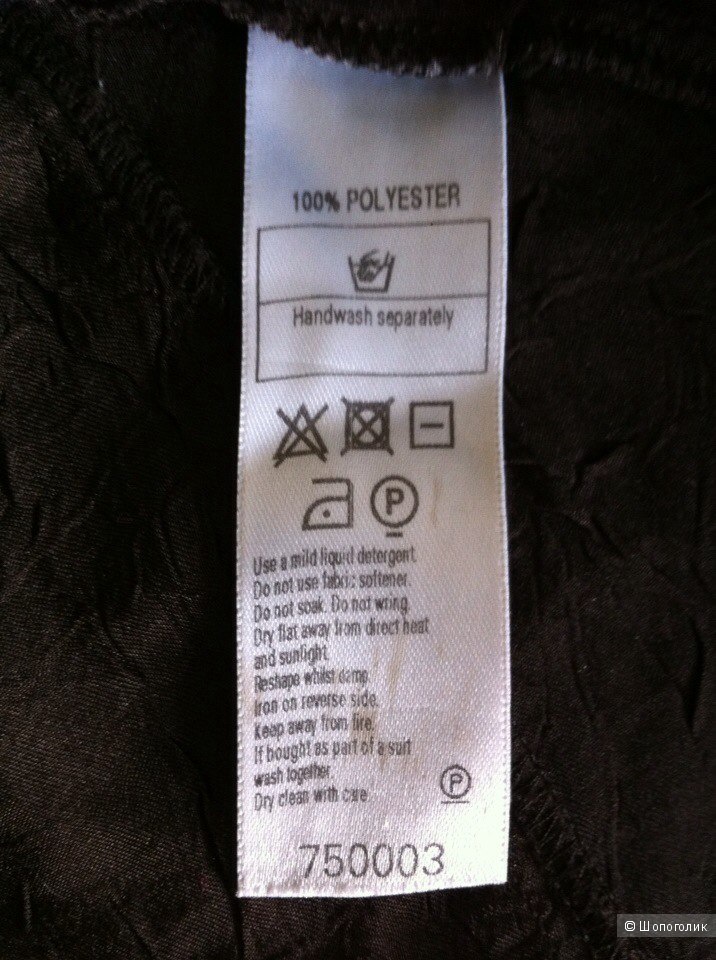 100% POLYESTER
Handwash separately
P
Use a mild liquid detergent.
Do not use fabric softener.
Do not soak. Do not wring.
Dry flat away from direct heat
and sunlight.
Reshape whilst damp.
Iron on reverse side.
Keep away from fire.
If bought as part of a suit
wash together.
Dry clean with care
P
750003
© Шопоголик